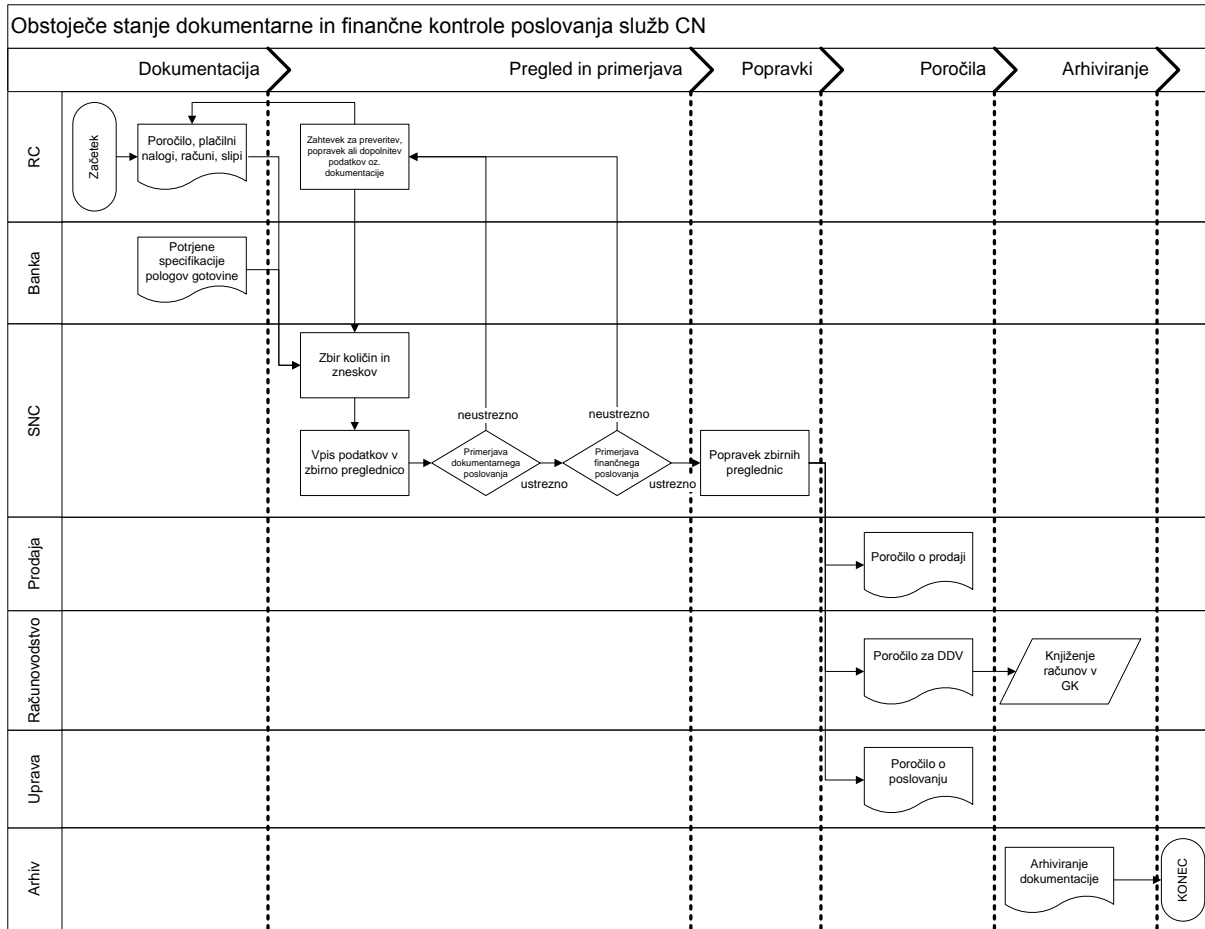 Obstoječe stanje dokumentarne in finančne kontrole poslovanja služb CN
Dokumentacija
Pregled in primerjava
Popravki
Poročila
Arhiviranje
RC
Začetek
Poročilo, plačilni
nalogi, računi, slipi
Zahtevek za preveritev,
popravek ali dopolnitev
podatkov oz.
dokumentacije
Banka
Potrjene
specifikacije
pologov gotovine
SNC
Zbir količin in
zneskov
Vpis podatkov v
zbirno preglednico
neustrezno
Primerjava
dokumentarnega
poslovanja
ustrezno
neustrezno
Primerjava
finančnega
poslovanja
ustrezno
Popravek zbirnih
preglednic
Prodaja
Poročilo o prodaji
Računovodstvo
Poročilo za DDV
Knjiženje
računov v
GK
Uprava
Poročilo o
poslovanju
Arhiv
Arhiviranje
dokumentacije
KONEC